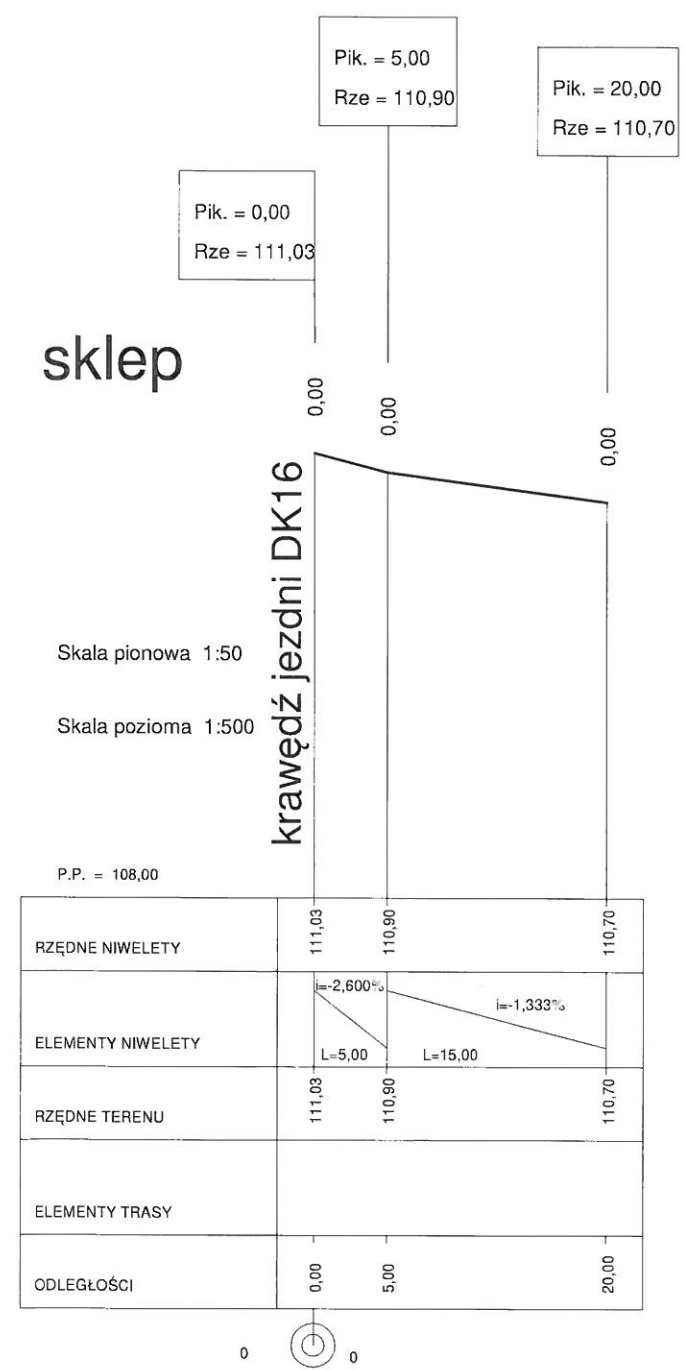 Pik. = 5,00
Rze = 110,90
Pik. = 20,00
Rze = 110,70
Pik. = 0,00
Rze = 111,03
sklep
0,00
0,00
0,00
krawędź jezdni DK16
Skala pionowa 1:50
Skala pozioma 1:500
P.P. = 108,00
RZĘDNE NIWELETY
111,03
110,90
110,70
ELEMENTY NIWELETY
i=-2,600%
L=5,00
i=-1,333%
L=15,00
RZĘDNE TERENU
111,03
110,90
110,70
ELEMENTY TRASY
ODLEGŁOŚCI
0,00
5,00
20,00
0
0